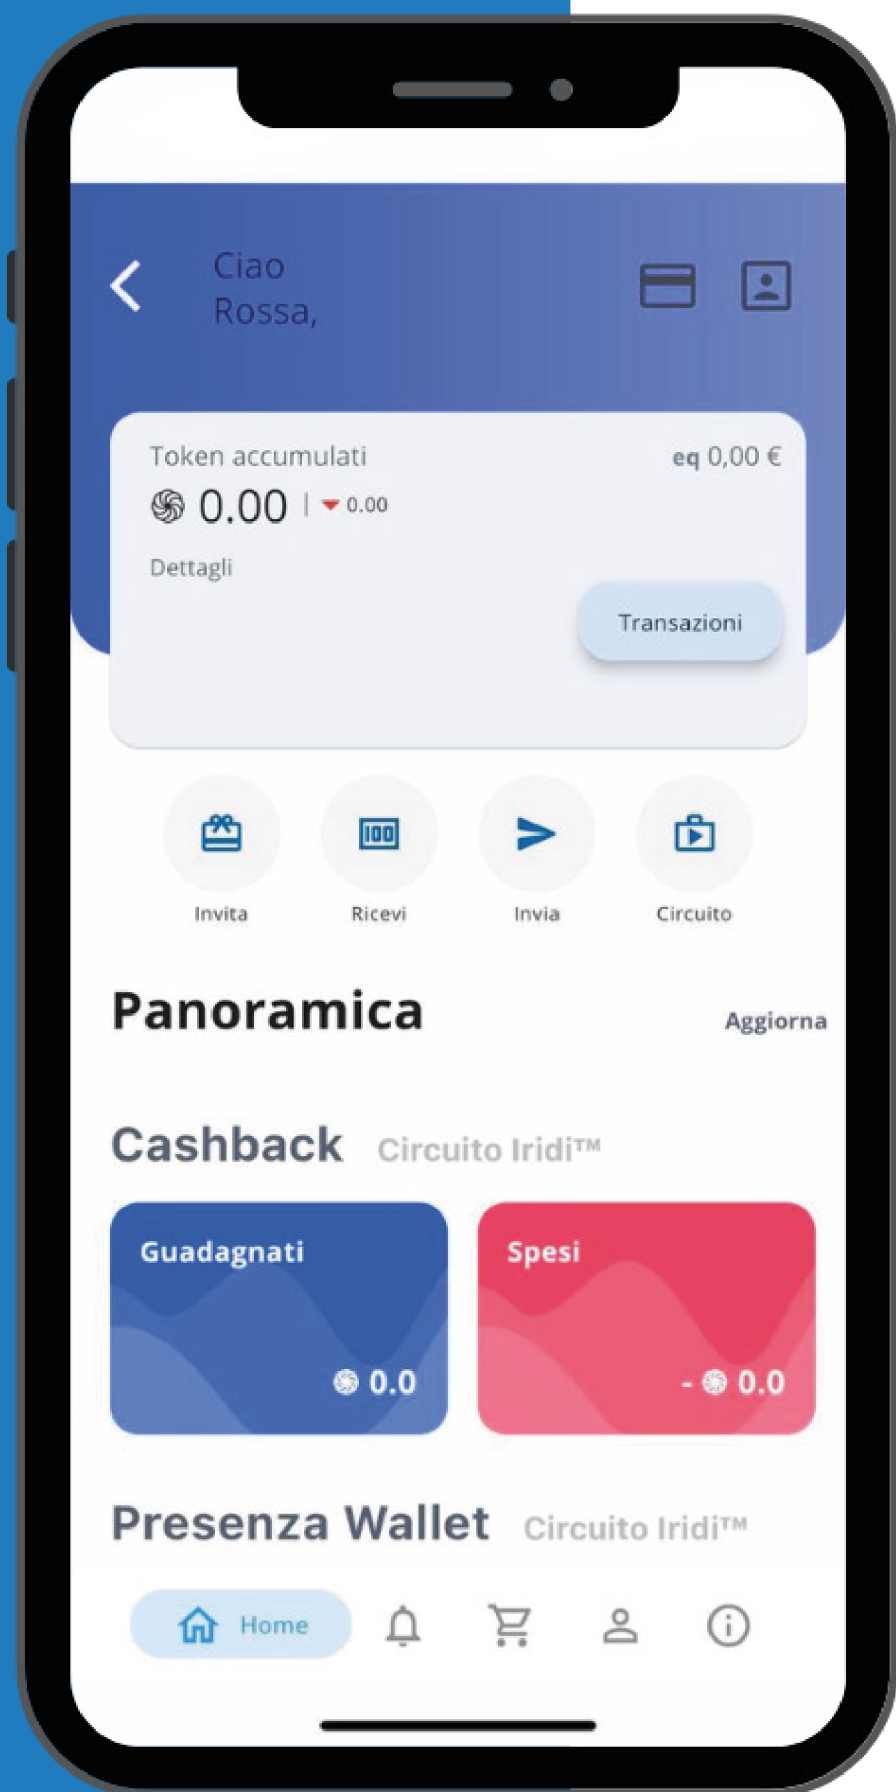 Ciao
Rossa,
Token accumulati
eq 0,00 €
0.00 | 0.00
Dettagli
Transazioni
100
Invita
Ricevi
Invia
Circuito
Panoramica
Aggiorna
Cashback Circuito Iridi™
Guadagnati
0.0
Spesi
- 0.0
Presenza Wallet Circuito Iridi™
Home